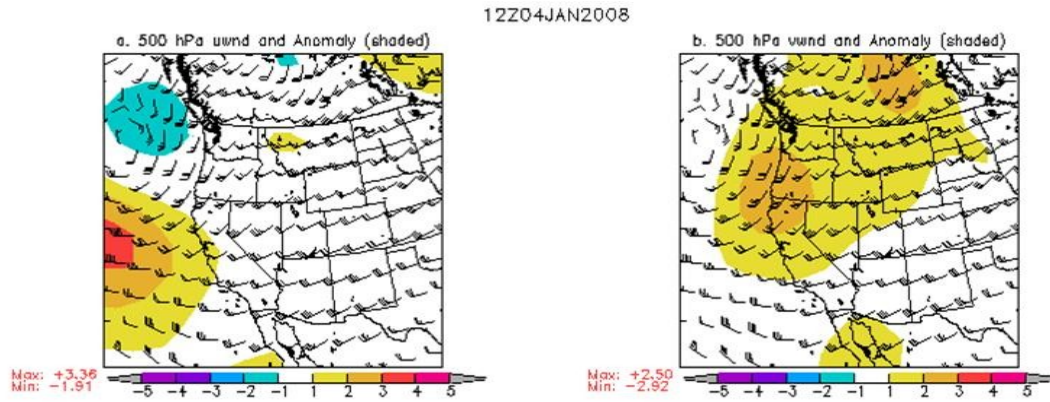 12Z04JAN2008
a. 500 hPa uwnd and Anomaly (shaded)
b. 500 hPa vwnd and Anomaly (shaded)
Max: +3.36
Min: -1.91
-5 -4 -3 -2 -1 1 2 3 4 5
Max: +2.50
Min: -2.92
-5 -4 -3 -2 -1 1 2 3 4 5